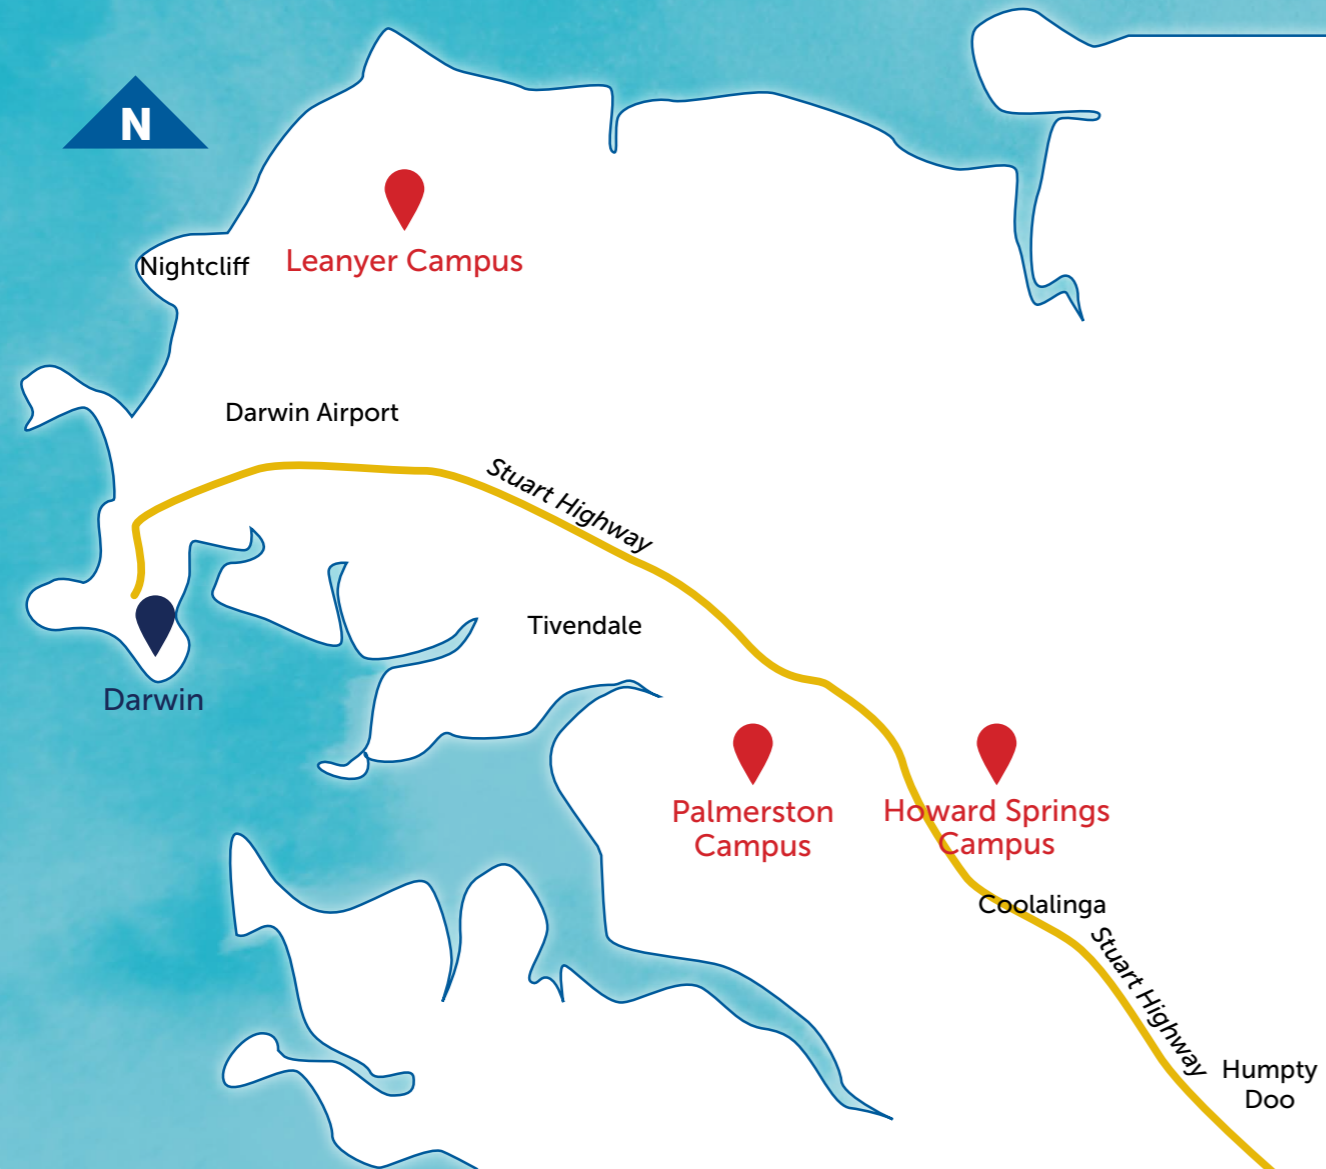 N
Leanyer Campus
Nightcliff
Darwin Airport
Stuart Highway
Tivendale
Darwin
Palmerston
Campus
Howard Springs
Campus
Coolalinga
Stuart Highway
Humpty
Doo